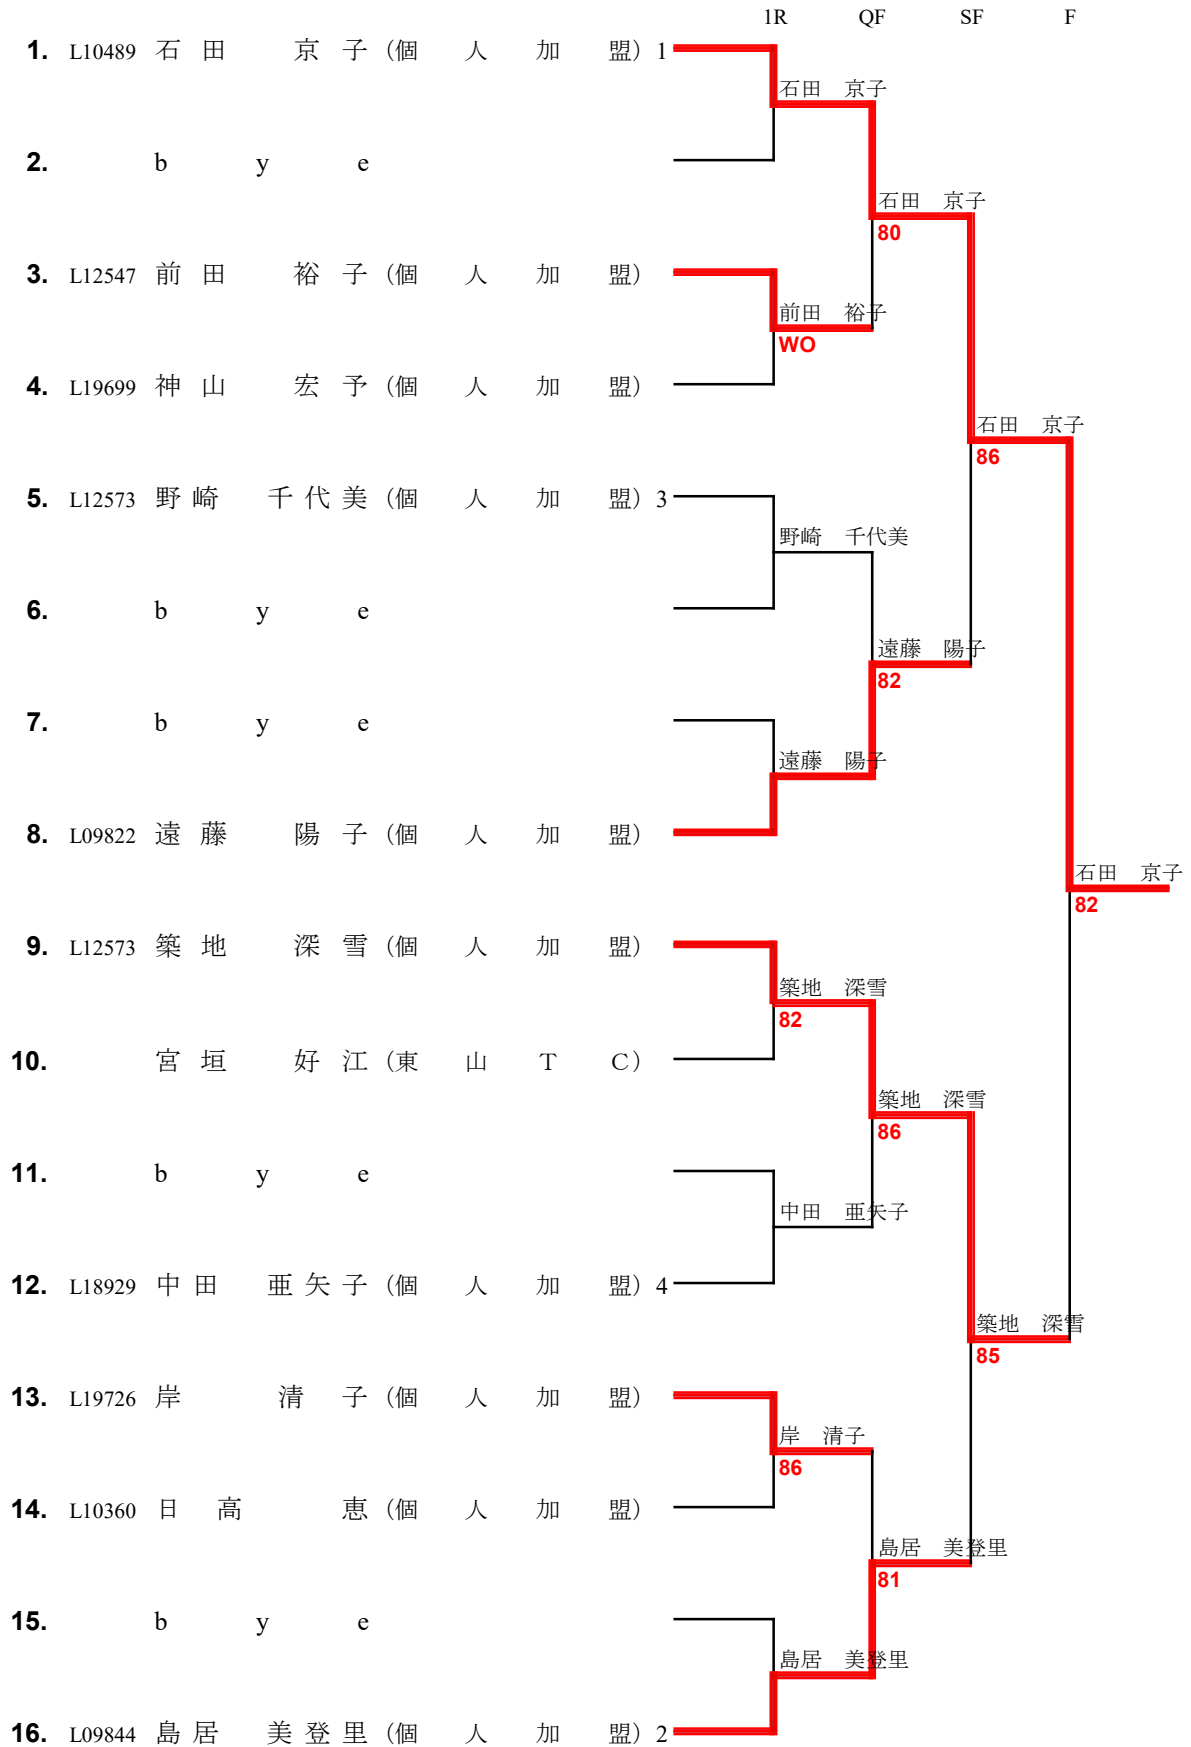 1R QF SF F
1. L10489 石田 京子 (個人加盟) 1
石田 京子
2. bye
石田 京子
80
3. L12547 前田 裕子 (個人加盟)
前田 裕子
WO
4. L19699 神山 宏予 (個人加盟)
石田 京子
86
5. L12573 野崎 千代美 (個人加盟) 3
野崎 千代美
6. bye
遠藤 陽子
82
7. bye
遠藤 陽子
8. L09822 遠藤 陽子 (個人加盟)
石田 京子
82
9. L12573 築地 深雪 (個人加盟)
築地 深雪
82
10. 宮垣 好江 (東山TC)
築地 深雪
86
11. bye
中田 亜矢子
12. L18929 中田 亜矢子 (個人加盟) 4
築地 深雪
85
13. L19726 岸 清子 (個人加盟)
岸 清子
86
14. L10360 日高 恵 (個人加盟)
島居 美登里
81
15. bye
島居 美登里
16. L09844 島居 美登里 (個人加盟) 2